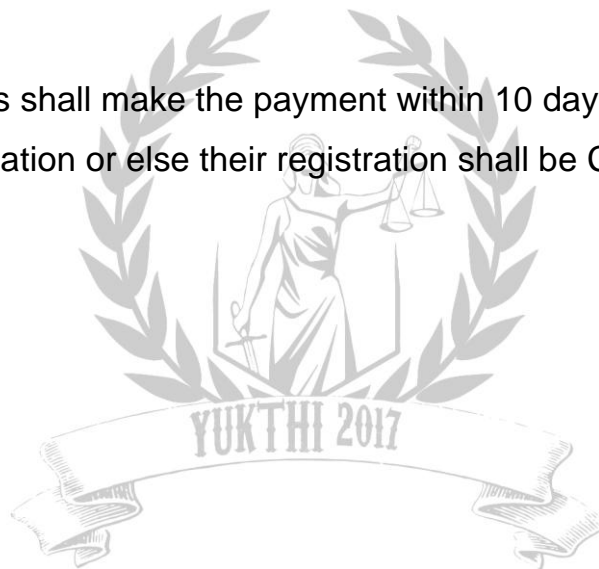 s shall make the payment within 10 day
ation or else their registration shall be
YUKTHI 2017